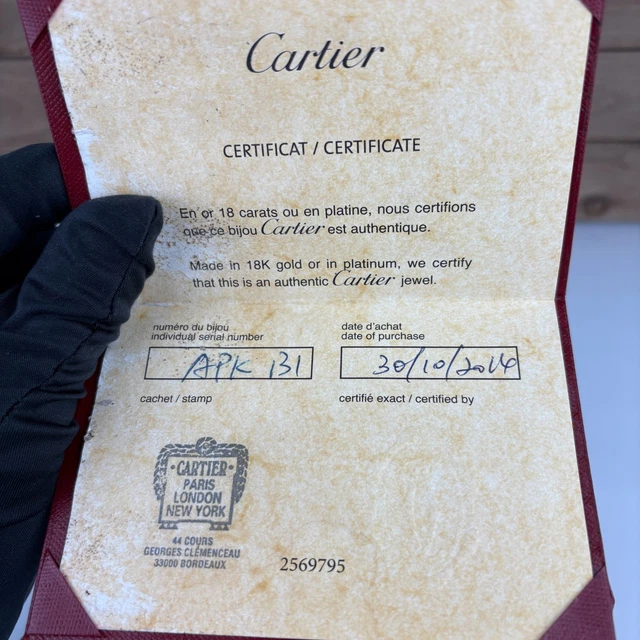 Cartier
CERTIFICAT / CERTIFICATE
En or 18 carats ou en platine, nous certifions
que ce bijou Cartier est authentique.
Made in 18K gold or in platinum, we certify
that this is an authentic Cartier jewel.
numéro du bijou
individual serial number
date d'achat
date of purchase
APK 131
30/10/2014
cachet / stamp
certifié exact / certified by
CARTIER
PARIS
LONDON
NEW YORK
44 COURS
GEORGES CLEMENCEAU
33000 BORDEAUX
2569795